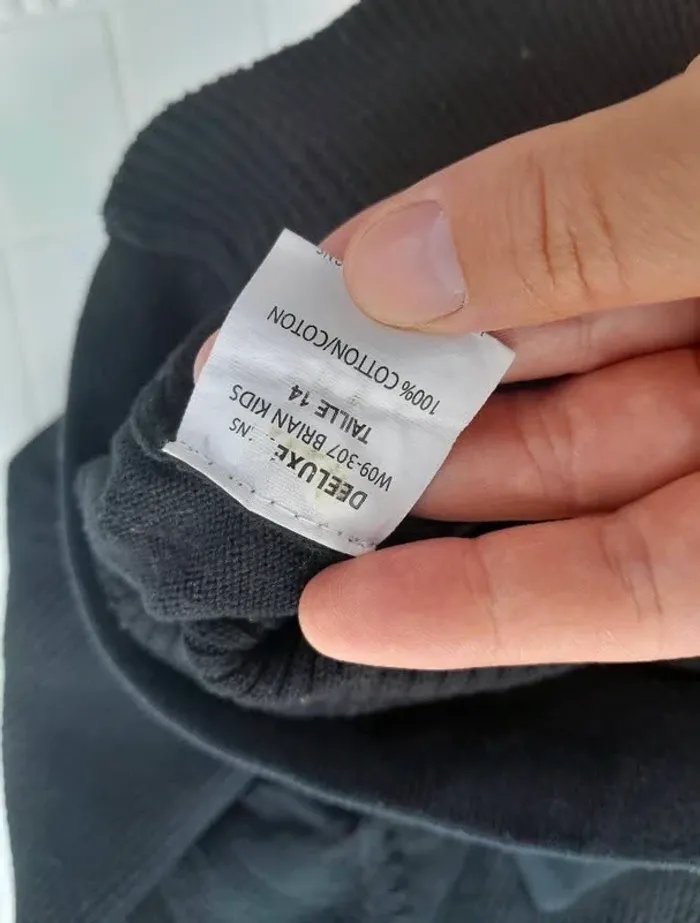 DEELUXE
W09-307 BRIAN KIDS
TAILLE 14
100% COTTON/COTON